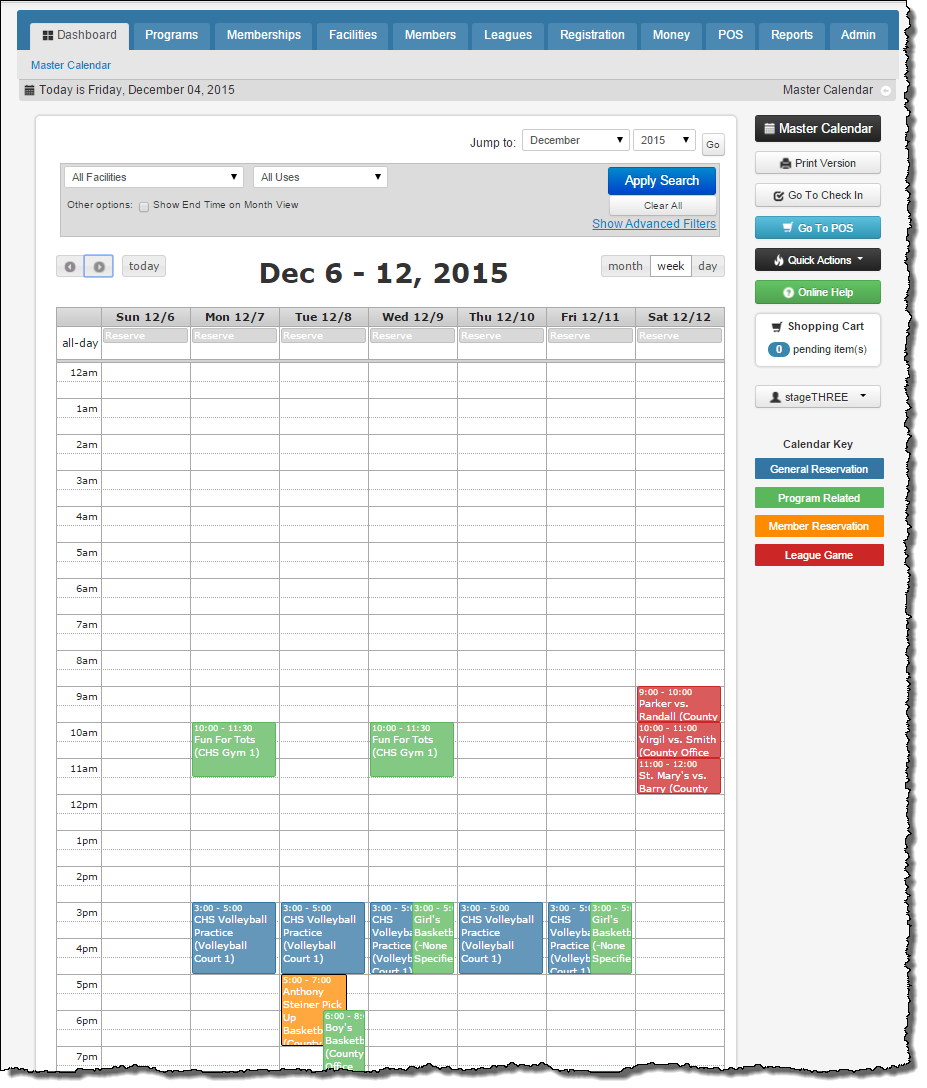 Dashboard Programs Memberships Facilities Members Leagues Registration Money POS Reports Admin
Master Calendar
Today is Friday, December 04, 2015 Master Calendar
Jump to: December 2015 Go
All Facilities All Uses Apply Search
Other options: Show End Time on Month View Clear All
Show Advanced Filters
today Dec 6 - 12, 2015 month week day
Sun 12/6 Mon 12/7 Tue 12/8 Wed 12/9 Thu 12/10 Fri 12/11 Sat 12/12
Reserve Reserve Reserve Reserve Reserve Reserve Reserve
all-day
12am
1am
2am
3am
4am
5am
6am
7am
8am
9am
10am
11am
12pm
1pm
2pm
3pm
4pm
5pm
6pm
7pm
10:00 - 11:30
Fun For Tots
(CHS Gym 1)
3:00 - 5:00
CHS Volleyball
Practice
(Volleyball
Court 1)
3:00 - 5:00
CHS Volleyball
Practice
(Volleyball
Court 1)
5:00 - 7:00
Anthony
Steiner Pick
Up
Basketb
(County
6:00 - 8:
Boy's
Basketb
(County
Office
10:00 - 11:30
Fun For Tots
(CHS Gym 1)
3:00 - 5:0
CHS
Volleyba
Practice
(Volleyb
Court 1)
3:00 - 5:
Girl's
Basketb
(-None
Specifie
3:00 - 5:00
CHS Volleyball
Practice
(Volleyball
Court 1)
3:00 - 5:0
CHS
Volleyba
Practice
(Volleyb
Court 1)
3:00 - 5:
Girl's
Basketb
(-None
Specifie
9:00 - 10:00
Parker vs.
Randall (County
10:00 - 11:00
Virgil vs. Smith
(County Office
11:00 - 12:00
St. Mary's vs.
Barry (County
Master Calendar
Print Version
Go To Check In
Go To POS
Quick Actions
Online Help
Shopping Cart
0 pending item(s)
stageTHREE
Calendar Key
General Reservation
Program Related
Member Reservation
League Game